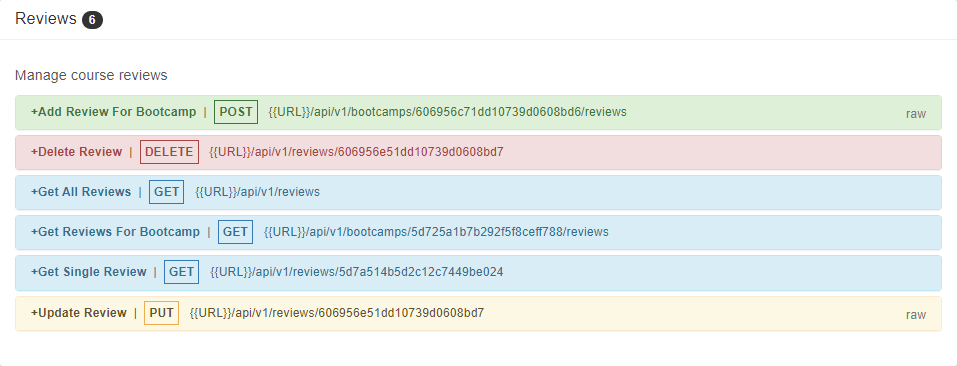 Reviews 6
Manage course reviews
+Add Review For Bootcamp | POST {{URL}}/api/v1/bootcamps/606956c71dd10739d0608bd6/reviews raw
+Delete Review | DELETE {{URL}}/api/v1/reviews/606956e51dd10739d0608bd7
+Get All Reviews | GET {{URL}}/api/v1/reviews
+Get Reviews For Bootcamp | GET {{URL}}/api/v1/bootcamps/5d725a1b7b292f5f8ceff788/reviews
+Get Single Review | GET {{URL}}/api/v1/reviews/5d7a514b5d2c12c7449be024
+Update Review | PUT {{URL}}/api/v1/reviews/606956e51dd10739d0608bd7 raw